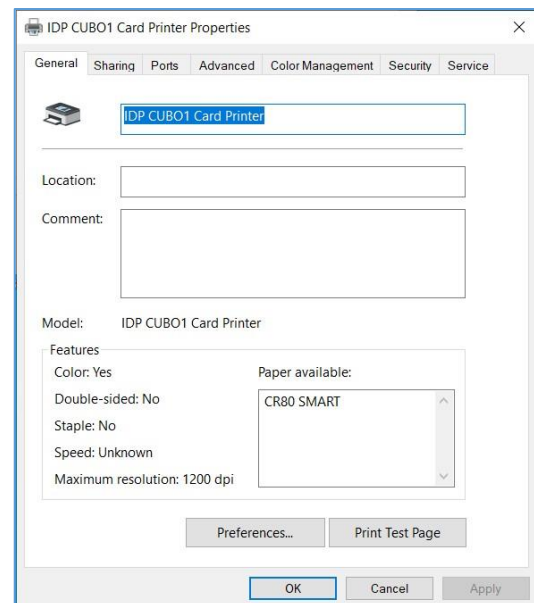 IDP CUBO1 Card Printer Properties
General Sharing Ports Advanced Color Management Security Service
IDP CUBO1 Card Printer
Location:
Comment:
Model: IDP CUBO1 Card Printer
Features
Color: Yes
Paper available:
Double-sided: No
CR80 SMART
Staple: No
Speed: Unknown
Maximum resolution: 1200 dpi
Preferences... Print Test Page
OK Cancel Apply